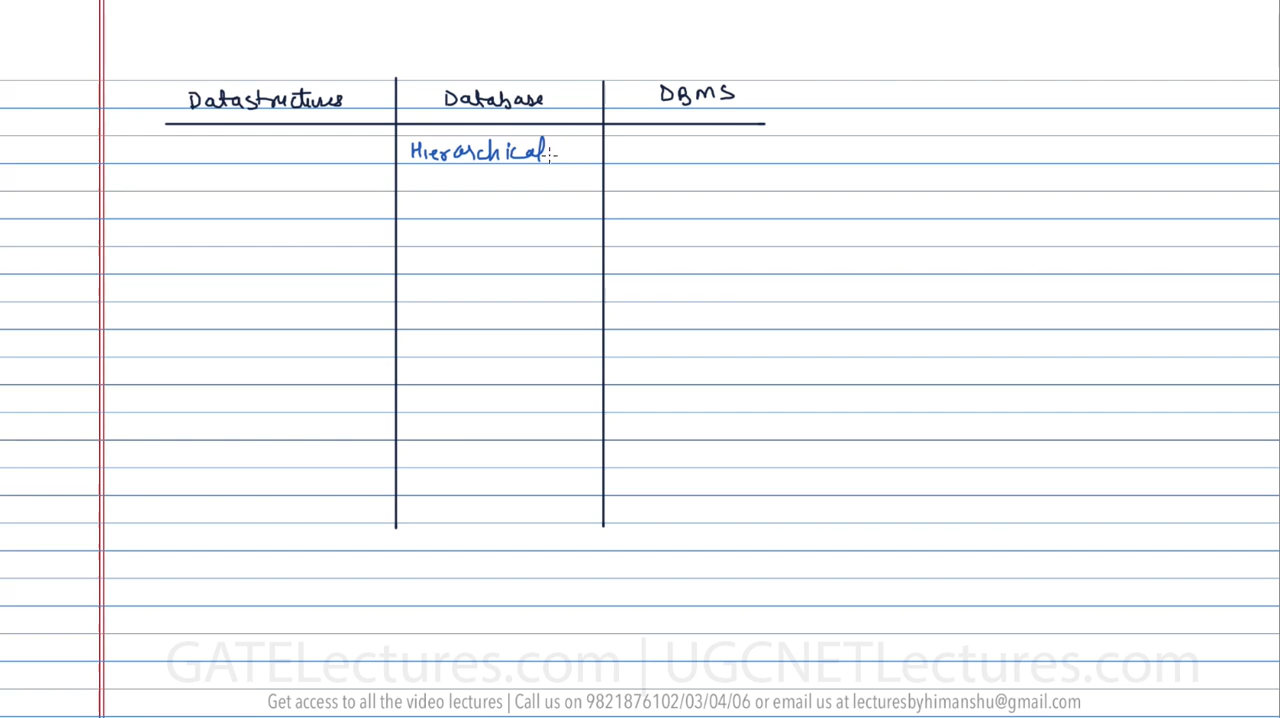 Datastructures Database DBMS
Hierarchical
GATELectures.com | UGCNETLectures.com
Get access to all the video lectures | Call us on 9821876102/03/04/06 or email us at lecturesbyhimanshu@gmail.com